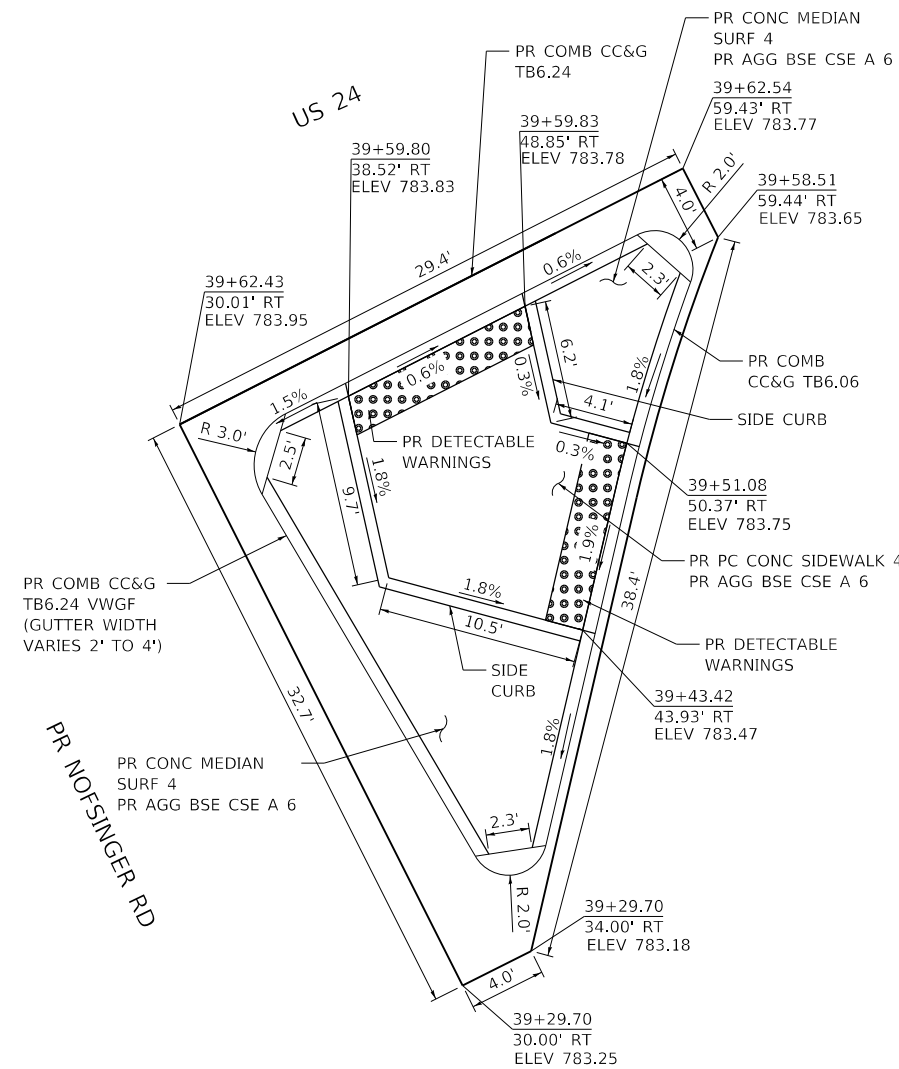 PR CONC MEDIAN
SURF 4
PR AGG BSE CSE A 6
PR COMB CC&G
TB6.24
US 24
39+62.54
59.43' RT
ELEV 783.77
39+59.83
48.85' RT
ELEV 783.78
39+59.80
38.52' RT
ELEV 783.83
R 2.0'
4.0'
39+58.51
59.44' RT
ELEV 783.65
29.4'
0.6%
2.3'
39+62.43
30.01' RT
ELEV 783.95
6.2'
0.6%
0.3%
1.8%
PR COMB
CC&G TB6.06
1.5%
4.1'
SIDE CURB
R 3.0'
2.5'
PR DETECTABLE
WARNINGS
0.3%
1.8%
9.7'
39+51.08
50.37' RT
ELEV 783.75
1.9%
PR PC CONC SIDEWALK 4
PR AGG BSE CSE A 6
38.4'
PR COMB CC&G
TB6.24 VWGF
(GUTTER WIDTH
VARIES 2' TO 4')
1.8%
10.5'
PR DETECTABLE
WARNINGS
SIDE
CURB
32.7'
39+43.42
43.93' RT
ELEV 783.47
1.8%
PR NOFSINGER RD
PR CONC MEDIAN
SURF 4
PR AGG BSE CSE A 6
2.3'
R 2.0'
39+29.70
34.00' RT
ELEV 783.18
4.0'
39+29.70
30.00' RT
ELEV 783.25